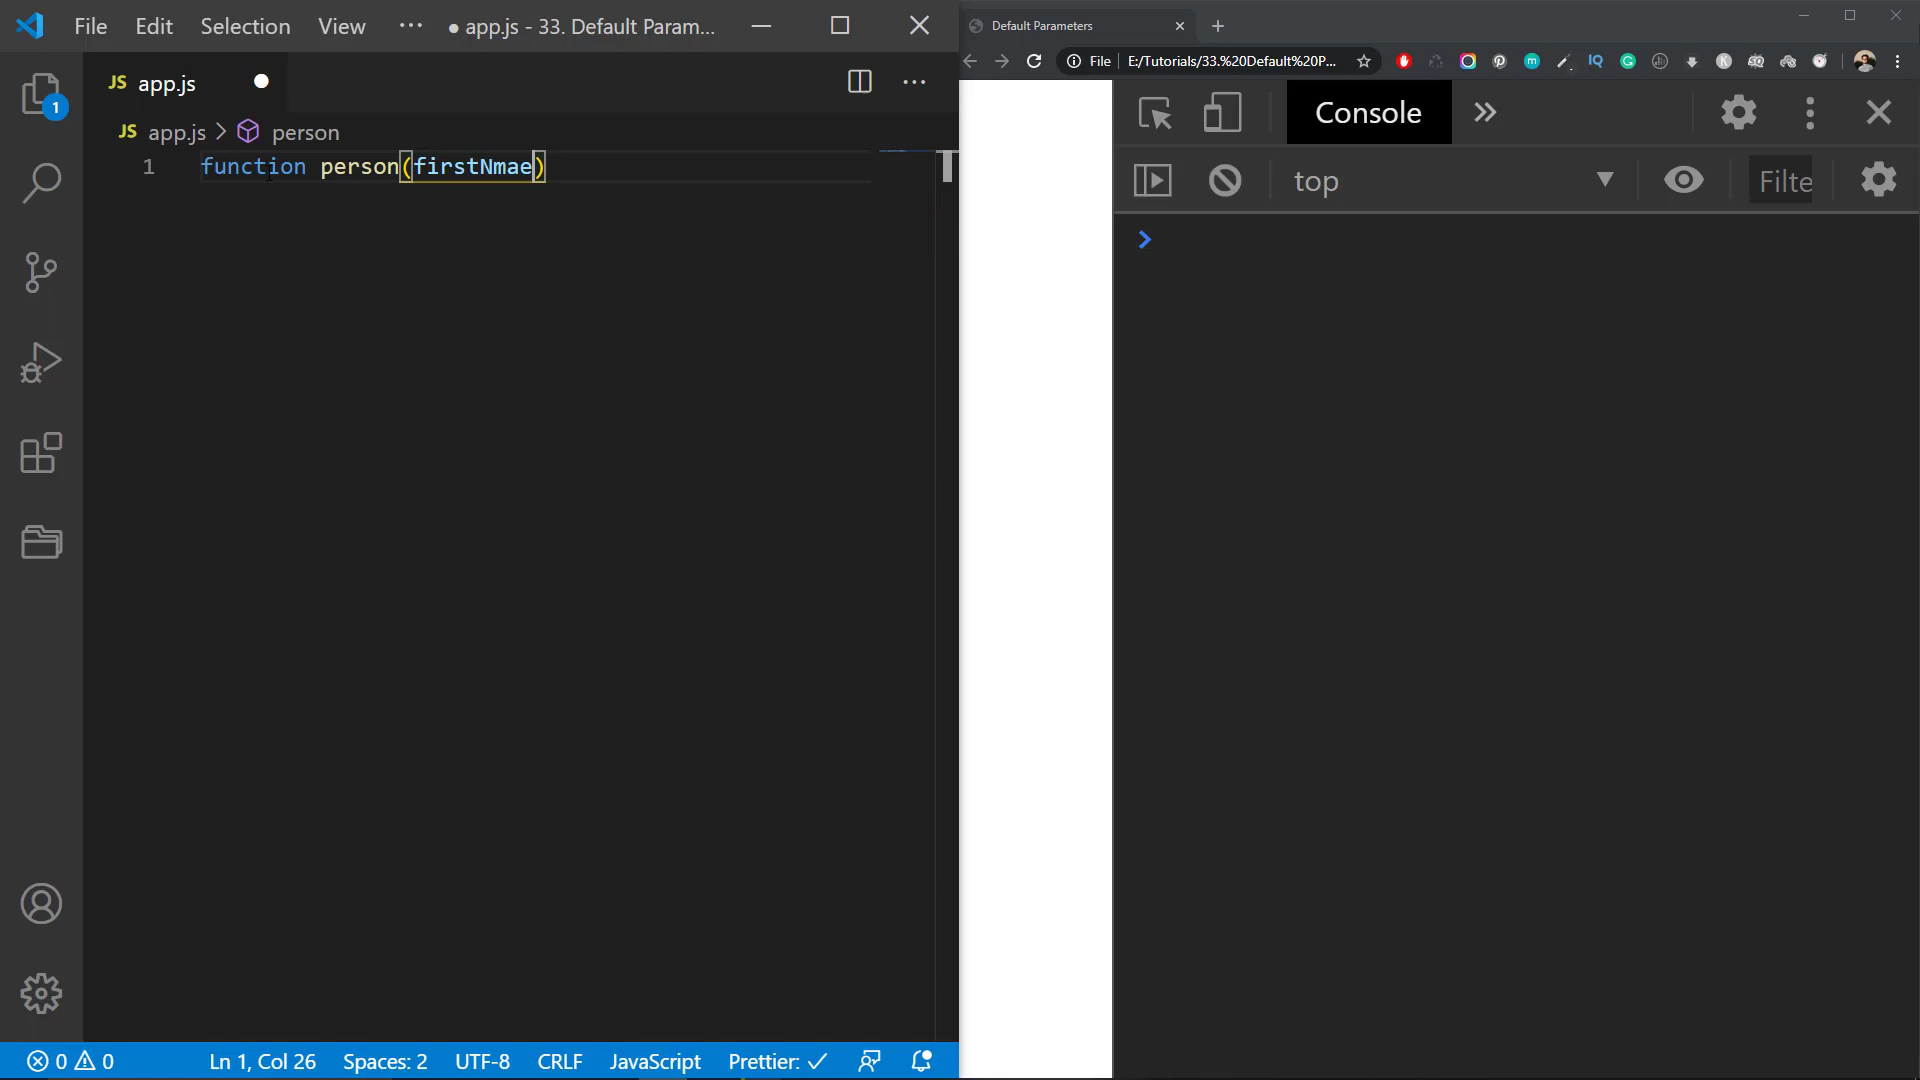 File Edit Selection View ··· ● app.js - 33. Default Param...
JS app.js ● ···
JS app.js > person
1 function person(firstNmae)
0 0 Ln 1, Col 26 Spaces: 2 UTF-8 CRLF JavaScript Prettier: ✓
Default Parameters
File E:/Tutorials/33.%20Default%20P...
Console
top Filte